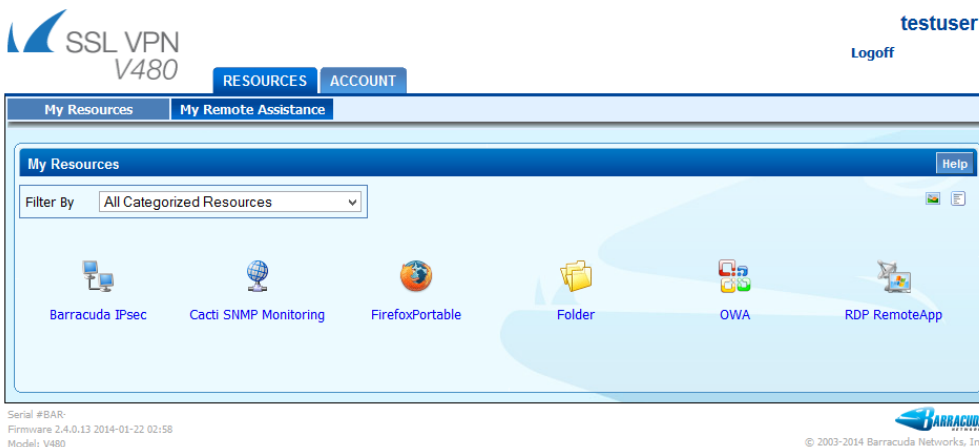 SSL VPN
V480
testuser
Logoff
RESOURCES ACCOUNT
My Resources My Remote Assistance
My Resources Help
Filter By All Categorized Resources
Barracuda IPsec Cacti SNMP Monitoring FirefoxPortable Folder OWA RDP RemoteApp
Serial #BAR-
Firmware 2.4.0.13 2014-01-22 02:58
Model: V480
BARRACUDA
NETWORKS
© 2003-2014 Barracuda Networks, In